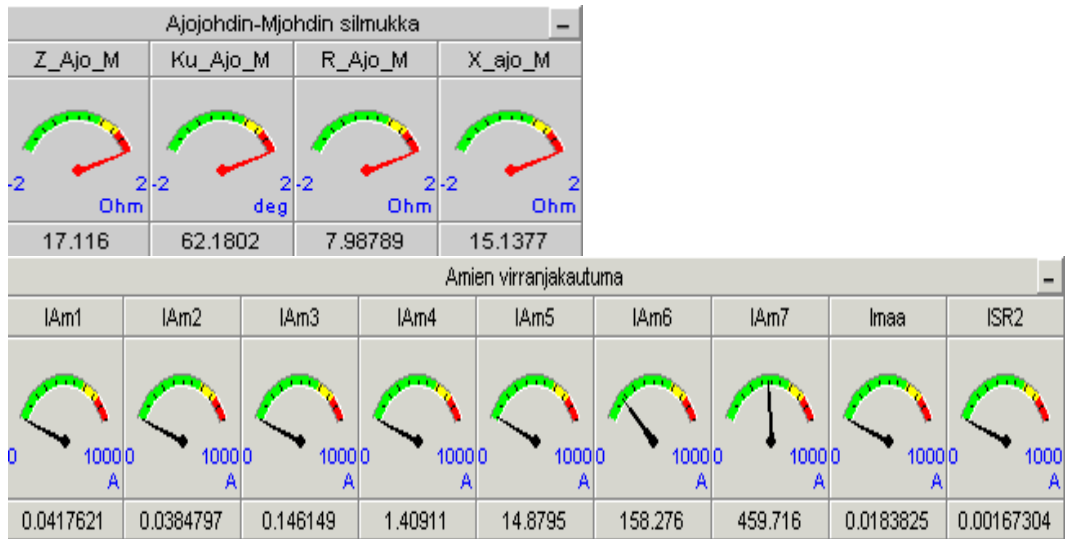 Ajojohdin-Mjohdin silmukka
Z_Ajo_M Ku_Ajo_M R_Ajo_M X_ajo_M
-2 2 -2 2 -2 2 -2 2
Ohm deg Ohm Ohm
17.116 62.1802 7.98789 15.1377
Amien virranjakautuma
IAm1 IAm2 IAm3 IAm4 IAm5 IAm6 IAm7 Imaa ISR2
0 1000 0 1000 0 1000 0 1000 0 1000 0 1000 0 1000 0 1000 0 1000
A A A A A A A A A
0.0417621 0.0384797 0.146149 1.40911 14.8795 158.276 459.716 0.0183825 0.00167304